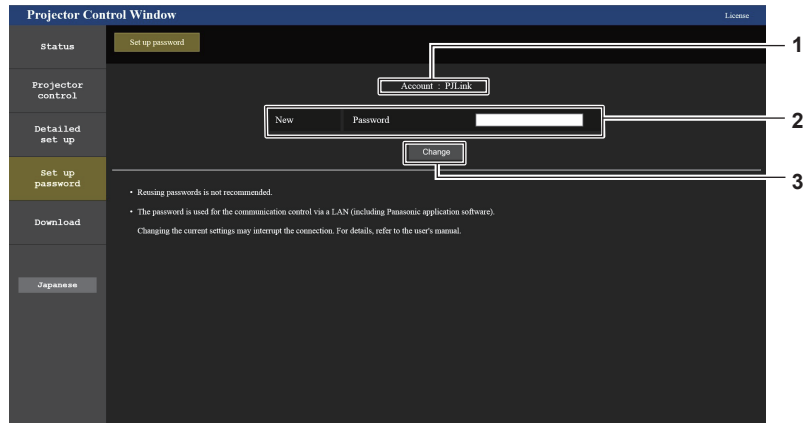 Projector Control Window
License
Status
Set up password
1
Projector
control
Account : PJLink
Detailed
set up
New Password
2
Change
Set up
password
3
• Reusing passwords is not recommended.
• The password is used for the communication control via a LAN (including Panasonic application software).
Changing the current settings may interrupt the connection. For details, refer to the user's manual.
Download
Japanese